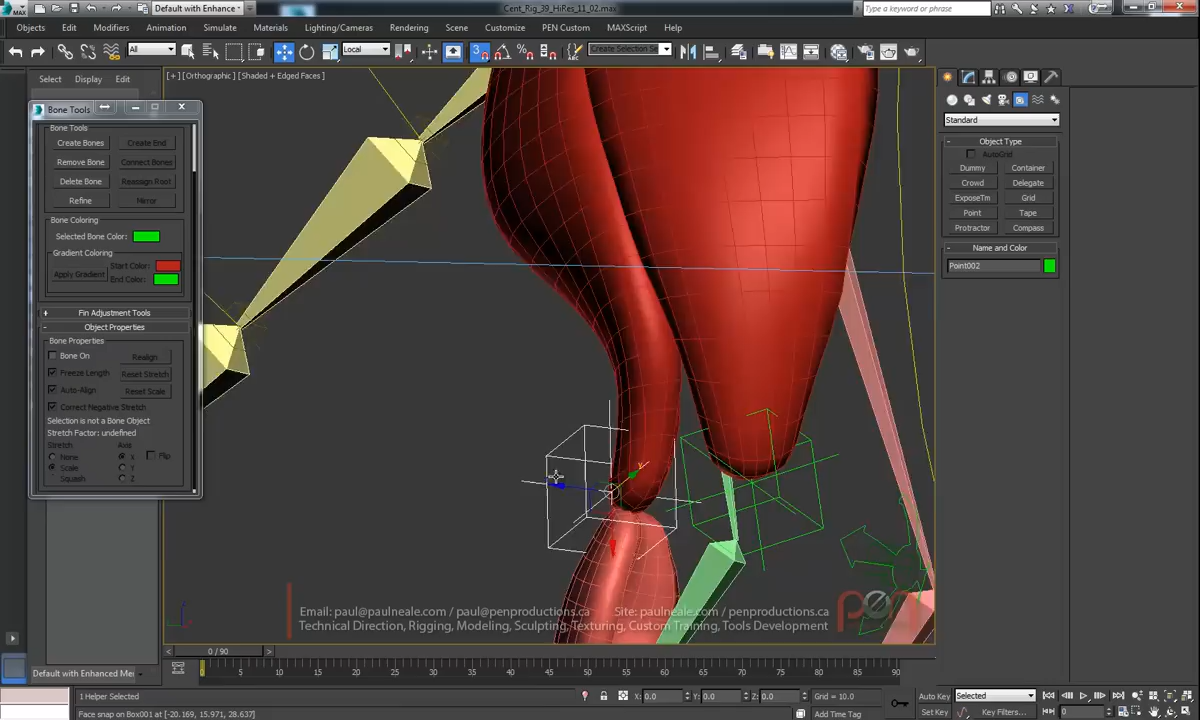 MAX
Default with Enhance
Cent_Rig_39_HiRes_11_02.max
Type a keyword or phrase
Objects Edit Modifiers Animation Simulate Materials Lighting/Cameras Rendering Scene Customize PEN Custom MAXScript Help
All
Local
3
Create Selection Se
Select Display Edit
[+] [Orthographic] [Shaded + Edged Faces]
Bone Tools
Bone Tools
Create Bones Create End
Remove Bone Connect Bones
Delete Bone Reassign Root
Refine Mirror
Bone Coloring
Selected Bone Color:
Gradient Coloring
Apply Gradient Start Color:
End Color:
+ Fin Adjustment Tools
- Object Properties
Bone Properties
Bone On Realign
Freeze Length Reset Stretch
Auto-Align Reset Scale
Correct Negative Stretch
Selection is not a Bone Object
Stretch Factor: undefined
Stretch Axis
None X Flip
Scale Y
Squash Z
Standard
- Object Type
AutoGrid
Dummy Container
Crowd Delegate
ExposeTm Grid
Point Tape
Protractor Compass
- Name and Color
Point002
y
pen
Email: paul@paulneale.com / paul@penproductions.ca Site: paulneale.com / penproductions.ca
Technical Direction, Rigging, Modeling, Sculpting, Texturing, Custom Training, Tools Development
< 0 / 90 >
Default with Enhanced Mer
0 5 10 15 20 25 30 35 40 45 50 55 60 65 70 75 80 85 90
1 Helper Selected
X: 0.0 Y: 0.0 Z: 0.0 Grid = 10.0
Auto Key Selected
Face snap on Box001 at [-20.169, 15.971, 28.637]
Add Time Tag
Set Key Key Filters...
0